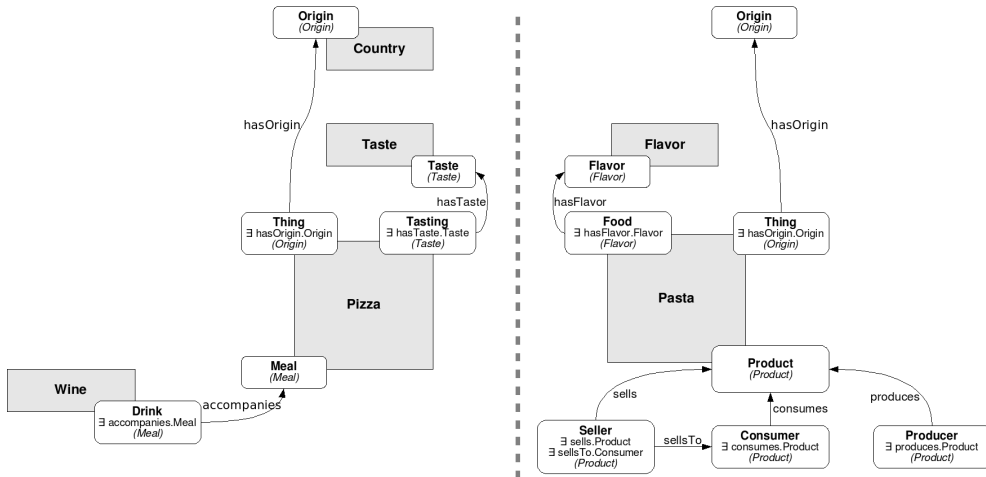 Origin
(Origin)
Country
hasOrigin
Taste
Taste
(Taste)
hasTaste
Thing
∃ hasOrigin.Origin
(Origin)
Tasting
∃ hasTaste.Taste
(Taste)
Pizza
Meal
(Meal)
Wine
accompanies
Drink
∃ accompanies.Meal
(Meal)
Origin
(Origin)
hasOrigin
Flavor
Flavor
(Flavor)
hasFlavor
Food
∃ hasFlavor.Flavor
(Flavor)
Thing
∃ hasOrigin.Origin
(Origin)
Pasta
Product
(Product)
sells
consumes
produces
Seller
∃ sells.Product
∃ sellsTo.Consumer
(Product)
sellsTo
Consumer
∃ consumes.Product
(Product)
Producer
∃ produces.Product
(Product)